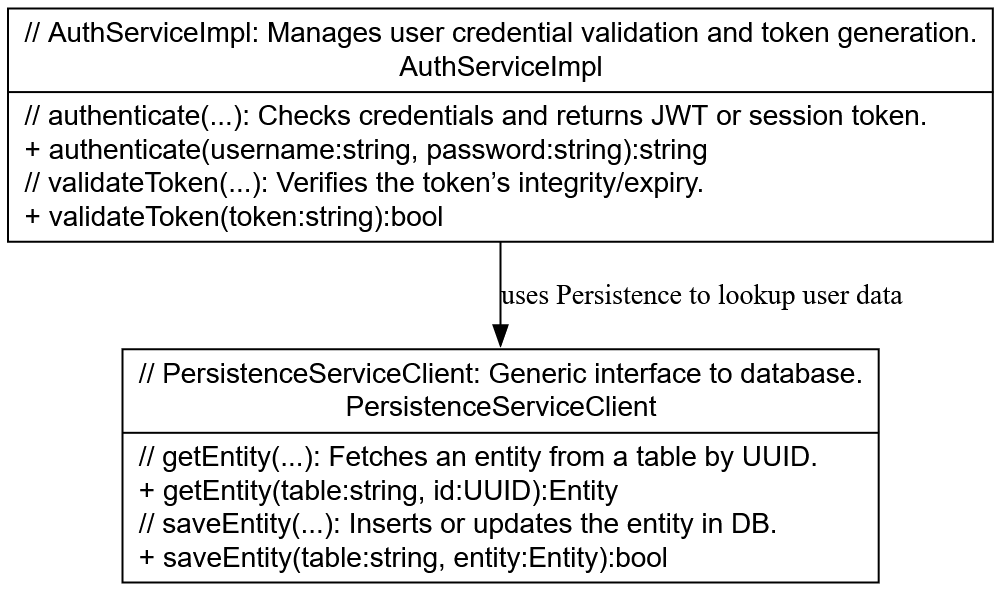 // AuthServiceImpl: Manages user credential validation and token generation.
AuthServiceImpl
// authenticate(...): Checks credentials and returns JWT or session token.
+ authenticate(username:string, password:string):string
// validateToken(...): Verifies the token’s integrity/expiry.
+ validateToken(token:string):bool
uses Persistence to lookup user data
// PersistenceServiceClient: Generic interface to database.
PersistenceServiceClient
// getEntity(...): Fetches an entity from a table by UUID.
+ getEntity(table:string, id:UUID):Entity
// saveEntity(...): Inserts or updates the entity in DB.
+ saveEntity(table:string, entity:Entity):bool